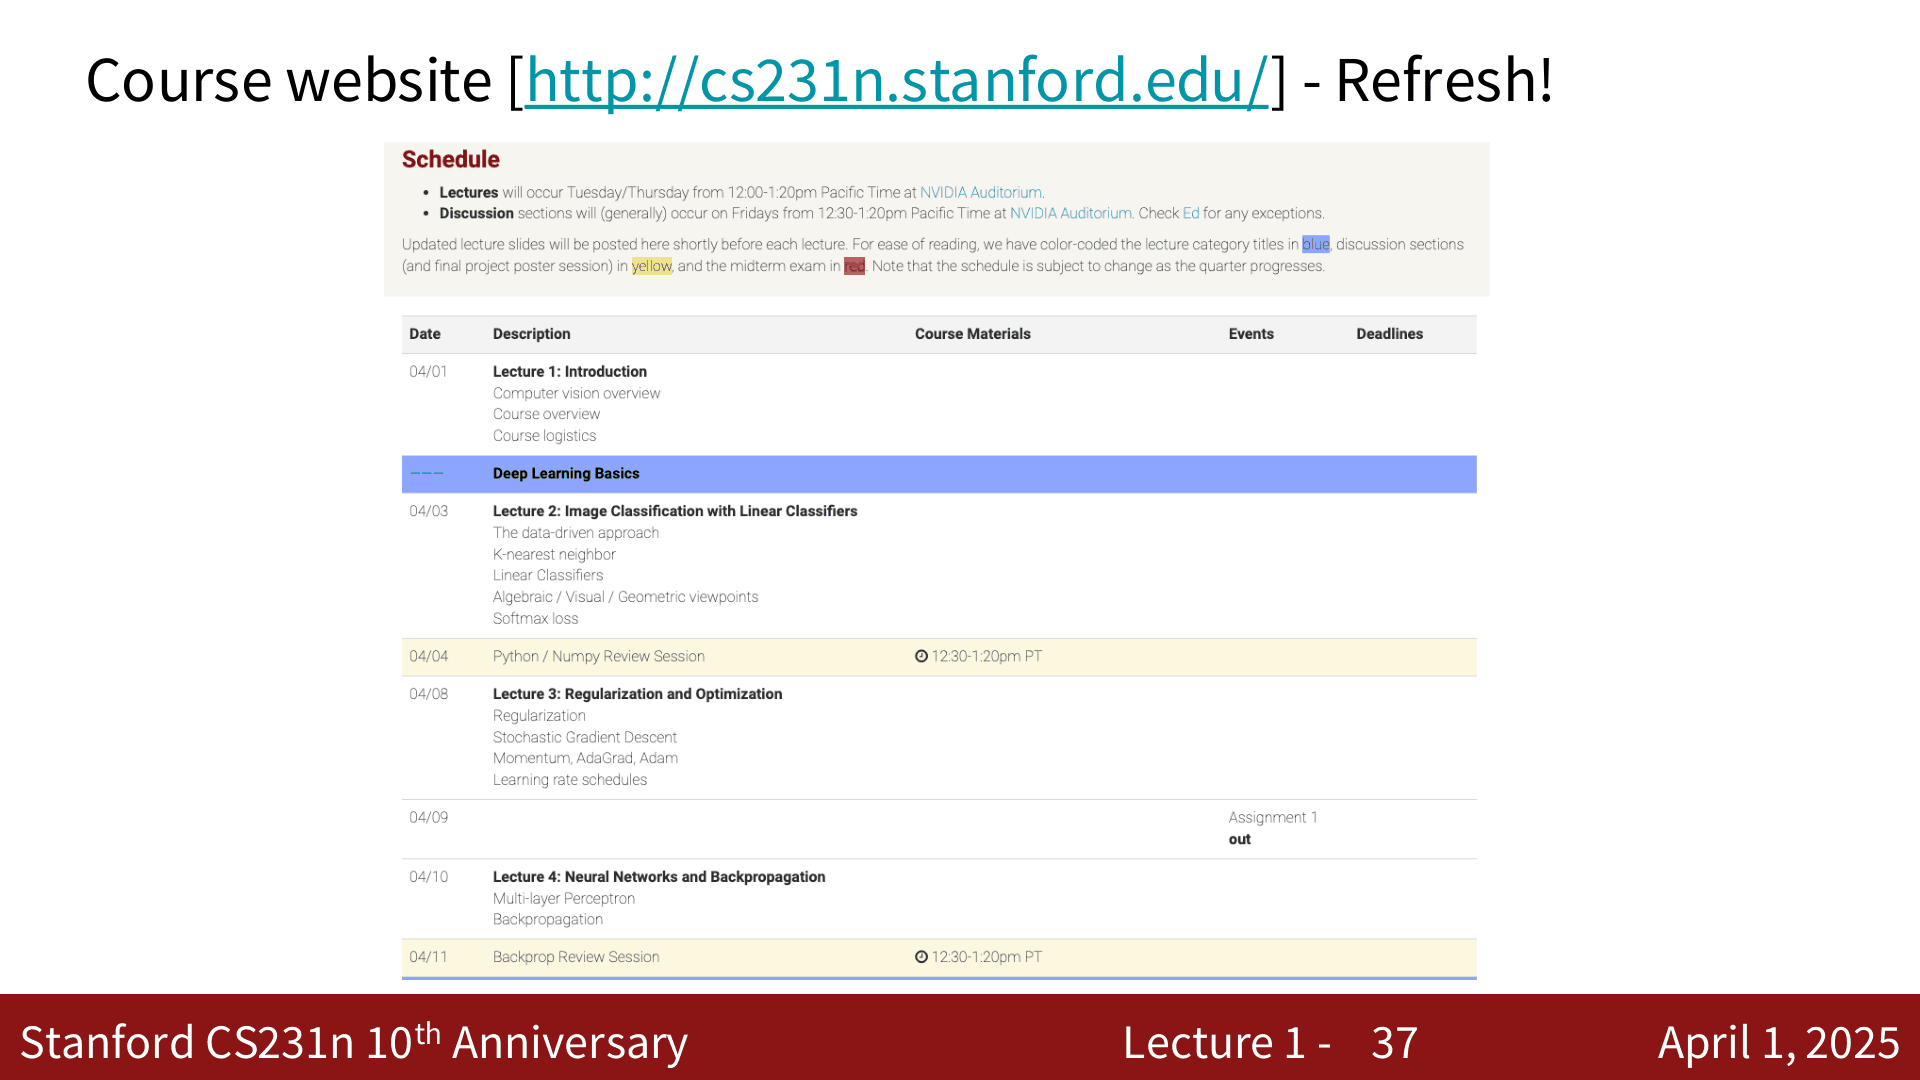 Course website [http://cs231n.stanford.edu/] - Refresh!
Schedule
• Lectures will occur Tuesday/Thursday from 12:00-1:20pm Pacific Time at NVIDIA Auditorium.
• Discussion sections will (generally) occur on Fridays from 12:30-1:20pm Pacific Time at NVIDIA Auditorium. Check Ed for any exceptions.
Updated lecture slides will be posted here shortly before each lecture. For ease of reading, we have color-coded the lecture category titles in blue, discussion sections
(and final project poster session) in yellow, and the midterm exam in red. Note that the schedule is subject to change as the quarter progresses.
Date Description Course Materials Events Deadlines
04/01 Lecture 1: Introduction
Computer vision overview
Course overview
Course logistics
––– Deep Learning Basics
04/03 Lecture 2: Image Classification with Linear Classifiers
The data-driven approach
K-nearest neighbor
Linear Classifiers
Algebraic / Visual / Geometric viewpoints
Softmax loss
04/04 Python / Numpy Review Session 12:30-1:20pm PT
04/08 Lecture 3: Regularization and Optimization
Regularization
Stochastic Gradient Descent
Momentum, AdaGrad, Adam
Learning rate schedules
04/09 Assignment 1
out
04/10 Lecture 4: Neural Networks and Backpropagation
Multi-layer Perceptron
Backpropagation
04/11 Backprop Review Session 12:30-1:20pm PT
Stanford CS231n 10th Anniversary Lecture 1 - 37 April 1, 2025